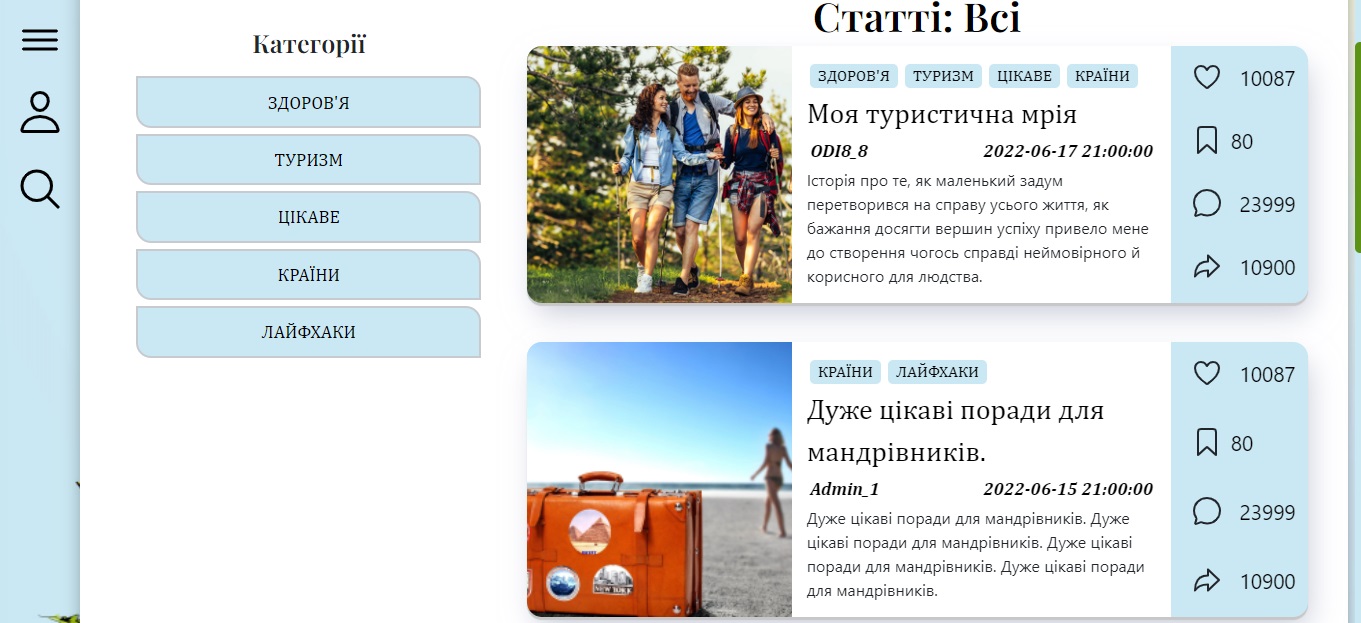 Категорії
ЗДОРОВ'Я
ТУРИЗМ
ЦІКАВЕ
КРАЇНИ
ЛАЙФХАКИ
Статті: Всі
ЗДОРОВ'Я ТУРИЗМ ЦІКАВЕ КРАЇНИ
Моя туристична мрія
ODI8_8 2022-06-17 21:00:00
Історія про те, як маленький задум
перетворився на справу усього життя, як
бажання досягти вершин успіху привело мене
до створення чогось справді неймовірного й
корисного для людства.
10087
80
23999
10900
КРАЇНИ ЛАЙФХАКИ
Дуже цікаві поради для
мандрівників.
Admin_1 2022-06-15 21:00:00
Дуже цікаві поради для мандрівників. Дуже
цікаві поради для мандрівників. Дуже цікаві
поради для мандрівників. Дуже цікаві поради
для мандрівників.
NEW YORK
10087
80
23999
10900